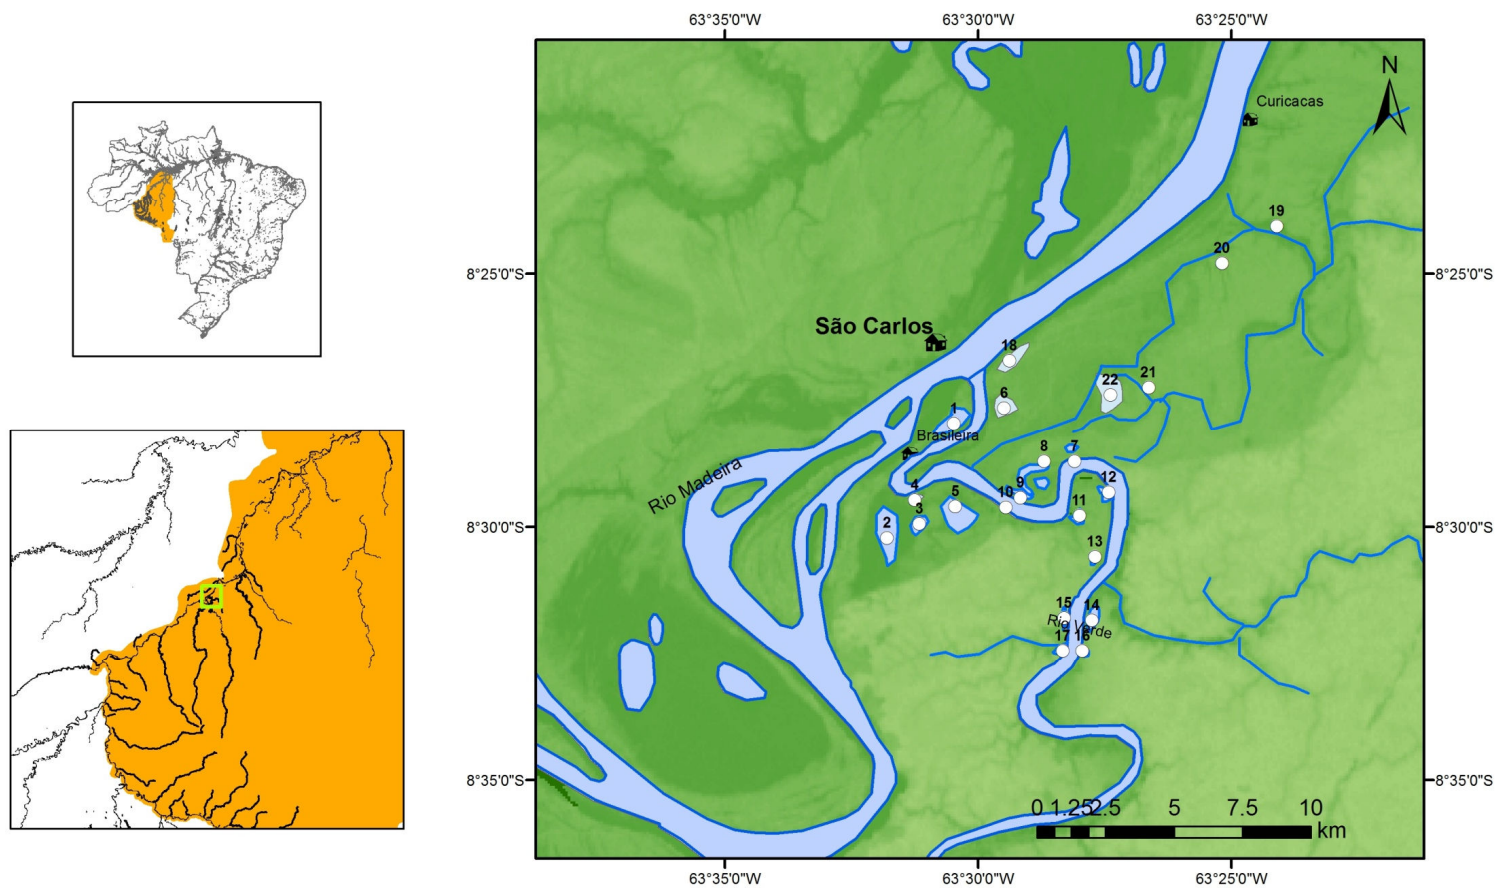 63°35'0"W
63°30'0"W
63°25'0"W
N
Curicacas
19
20
8°25'0"S
8°25'0"S
São Carlos
18
21
22
6
1
Brasileira
8
7
Rio Madeira
12
9
4
5
10
11
3
2
8°30'0"S
8°30'0"S
13
15
14
Rio Verde
17
16
8°35'0"S
8°35'0"S
0 1.25 2.5 5 7.5 10
km
63°35'0"W
63°30'0"W
63°25'0"W